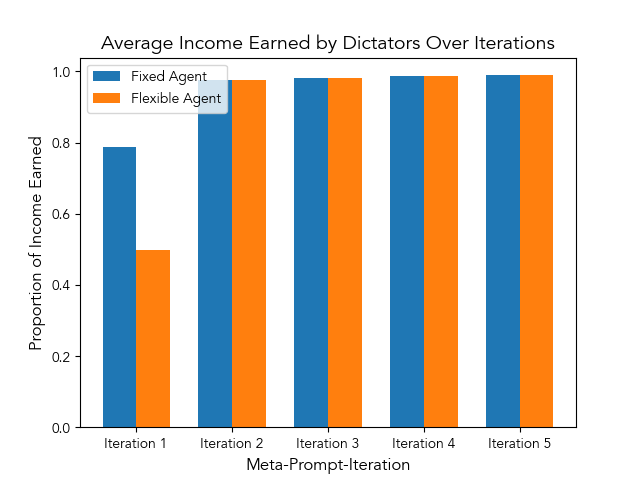 Average Income Earned by Dictators Over Iterations
Fixed Agent
Flexible Agent
1.0
0.8
0.6
0.4
0.2
0.0
Proportion of Income Earned
Iteration 1
Iteration 2
Iteration 3
Iteration 4
Iteration 5
Meta-Prompt-Iteration